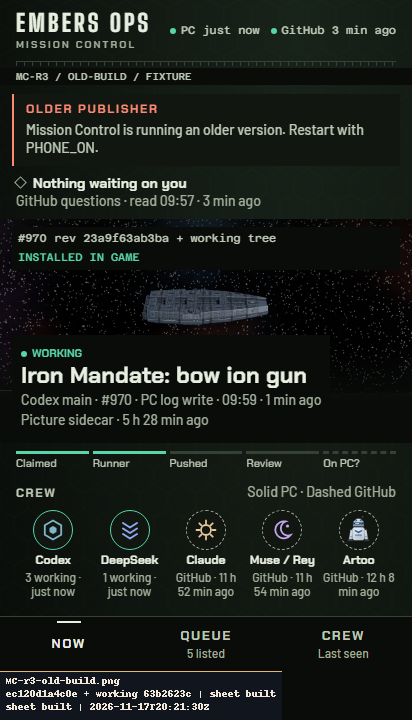 EMBERS OPS
MISSION CONTROL
PC just now
GitHub 3 min ago
MC-R3 / OLD-BUILD / FIXTURE
OLDER PUBLISHER
Mission Control is running an older version. Restart with
PHONE_ON.
Nothing waiting on you
GitHub questions · read 09:57 · 3 min ago
#970 rev 23a9f63ab3ba + working tree
INSTALLED IN GAME
WORKING
Iron Mandate: bow ion gun
Codex main · #970 · PC log write · 09:59 · 1 min ago
Picture sidecar · 5 h 28 min ago
Claimed Runner Pushed Review On PC?
CREW
Solid PC · Dashed GitHub
Codex DeepSeek Claude Muse / Rey Artoo
3 working · 1 working · GitHub · 11 h GitHub · 11 h GitHub · 12 h 8
just now just now 52 min ago 54 min ago min ago
NOW QUEUE CREW
5 listed Last seen
MC-r3-old-build.png
ec120d1a4c0e + working 63b2623c | sheet built
sheet built | 2026-11-17r20:21:30z